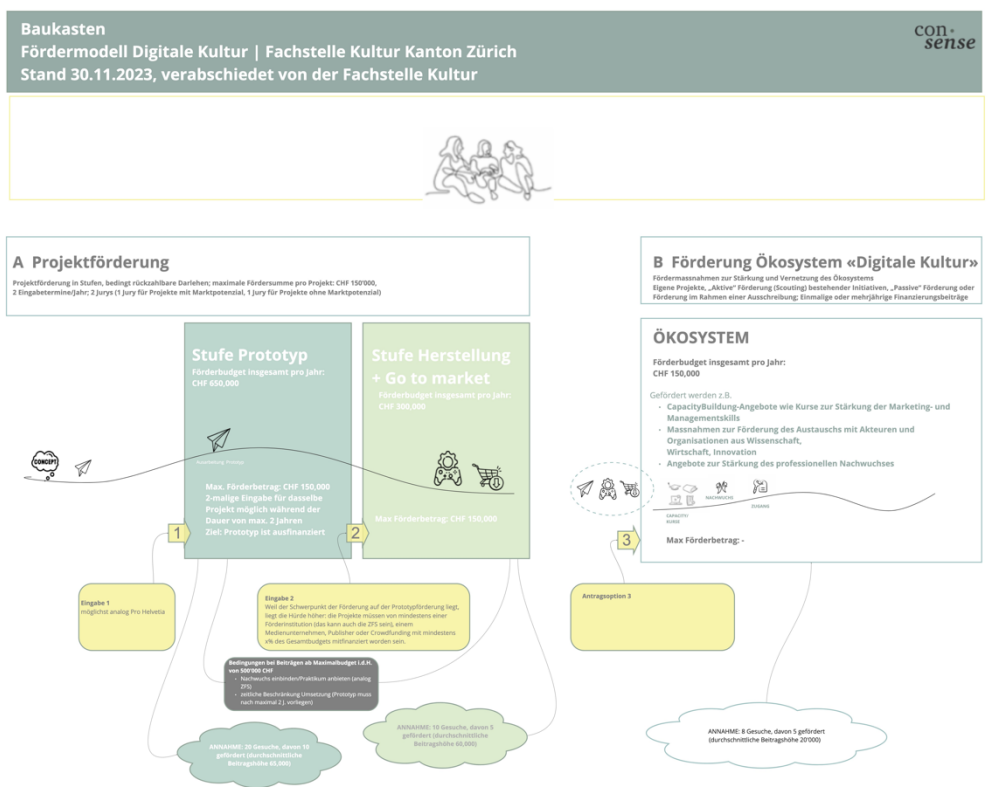 Baukasten
Fördermodell Digitale Kultur | Fachstelle Kultur Kanton Zürich
Stand 30.11.2023, verabschiedet von der Fachstelle Kultur
con·
sense
A Projektförderung
Projektförderung in Stufen, bedingt rückzahlbare Darlehen; maximale Fördersumme pro Projekt: CHF 150'000,
2 Eingabetermine/Jahr; 2 Jurys (1 Jury für Projekte mit Marktpotenzial, 1 Jury für Projekte ohne Marktpotenzial)
B Förderung Ökosystem «Digitale Kultur»
Fördermassnahmen zur Stärkung und Vernetzung des Ökosystems
Eigene Projekte, „Aktive" Förderung (Scouting) bestehender Initiativen, „Passive" Förderung oder
Förderung im Rahmen einer Ausschreibung; Einmalige oder mehrjährige Finanzierungsbeiträge
Stufe Prototyp
Förderbudget insgesamt pro Jahr:
CHF 650,000
Stufe Herstellung
+ Go to market
Förderbudget insgesamt pro Jahr:
CHF 300,000
CONCEPT
Max. Förderbetrag: CHF 150,000
2-malige Eingabe für dasselbe
Projekt möglich während der
Dauer von max. 2 Jahren
Ziel: Prototyp ist ausfinanziert
Max Förderbetrag: CHF 150,000
1
2
ÖKOSYSTEM
Förderbudget insgesamt pro Jahr:
CHF 150,000
Gefördert werden z.B.
- CapacityBuildung-Angebote wie Kurse zur Stärkung der Marketing- und
Managementskills
- Massnahmen zur Förderung des Austauschs mit Akteuren und
Organisationen aus Wissenschaft,
Wirtschaft, Innovation
- Angebote zur Stärkung des professionellen Nachwuchses
CAPACITY/
KURSE
NACHWUCHS
Max Förderbetrag: -
3
Eingabe 1
möglichst analog Pro Helvetia
Eingabe 2
Weil der Schwerpunkt der Förderung auf der Prototypförderung liegt,
liegt die Hürde höher: die Projekte müssen von mindestens einer
Förderinstitution (das kann auch die ZFS sein), einem
Medienunternehmen, Publisher oder Crowdfunding mit mindestens
x% des Gesamtbudgets mitfinanziert worden sein.
Antragsoption 3
Bedingungen bei Beiträgen ab Maximalbudget i.d.H.
von 500'000 CHF
- Nachwuchs einbinden/Praktikum anbieten (analog
ZFS)
- zeitliche Beschränkung Umsetzung (Prototyp muss
nach maximal 2 J. vorliegen)
ANNAHME: 20 Gesuche, davon 10
gefördert (durchschnittliche
Beitragshöhe 65,000)
ANNAHME: 10 Gesuche, davon 5
gefördert (durchschnittliche
Beitragshöhe 60,000)
ANNAHME: 8 Gesuche, davon 5 gefördert
(durchschnittliche Beitragshöhe 20'000)